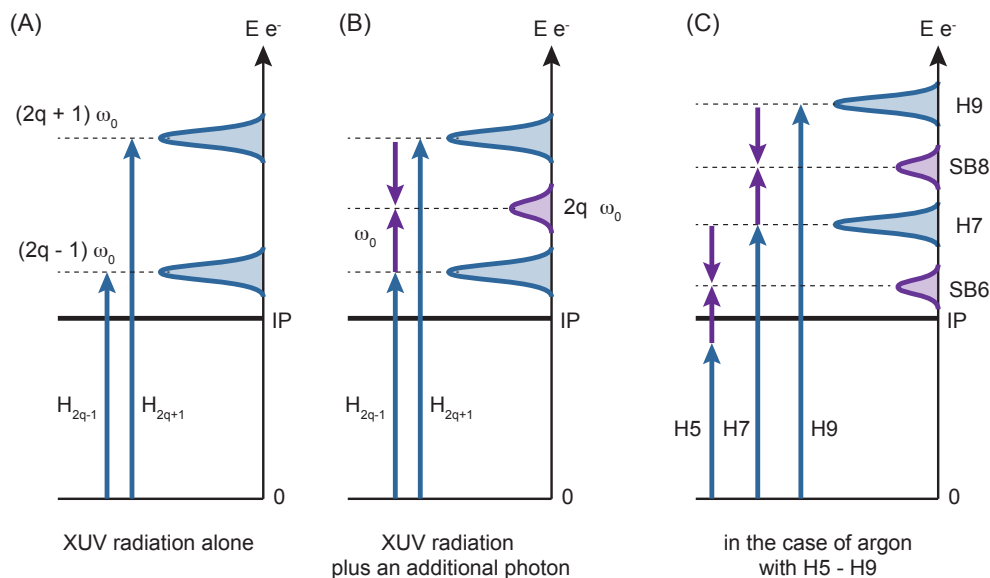 (A)
E e-
(2q + 1) ω₀
(2q - 1) ω₀
IP
H₂q-1
H₂q+1
0
XUV radiation alone
(B)
E e-
2q ω₀
ω₀
IP
H₂q-1
H₂q+1
0
XUV radiation
plus an additional photon
(C)
E e-
H9
SB8
H7
SB6
IP
H5
H7
H9
0
in the case of argon
with H5 - H9